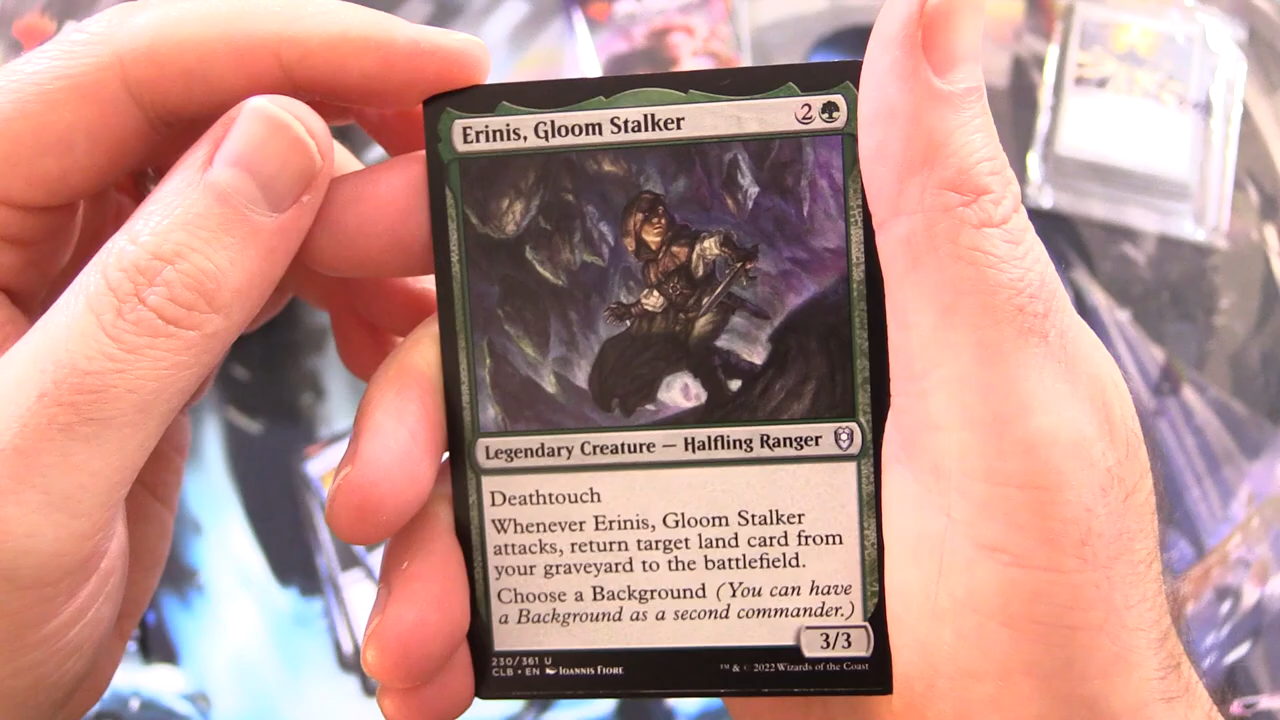 Erinis, Gloom Stalker 2
Legendary Creature — Halfling Ranger
Deathtouch
Whenever Erinis, Gloom Stalker
attacks, return target land card from
your graveyard to the battlefield.
Choose a Background (You can have
a Background as a second commander.)
3/3
230/361 U
CLB • EN Ioannis Fiore
™ & © 2022 Wizards of the Coast